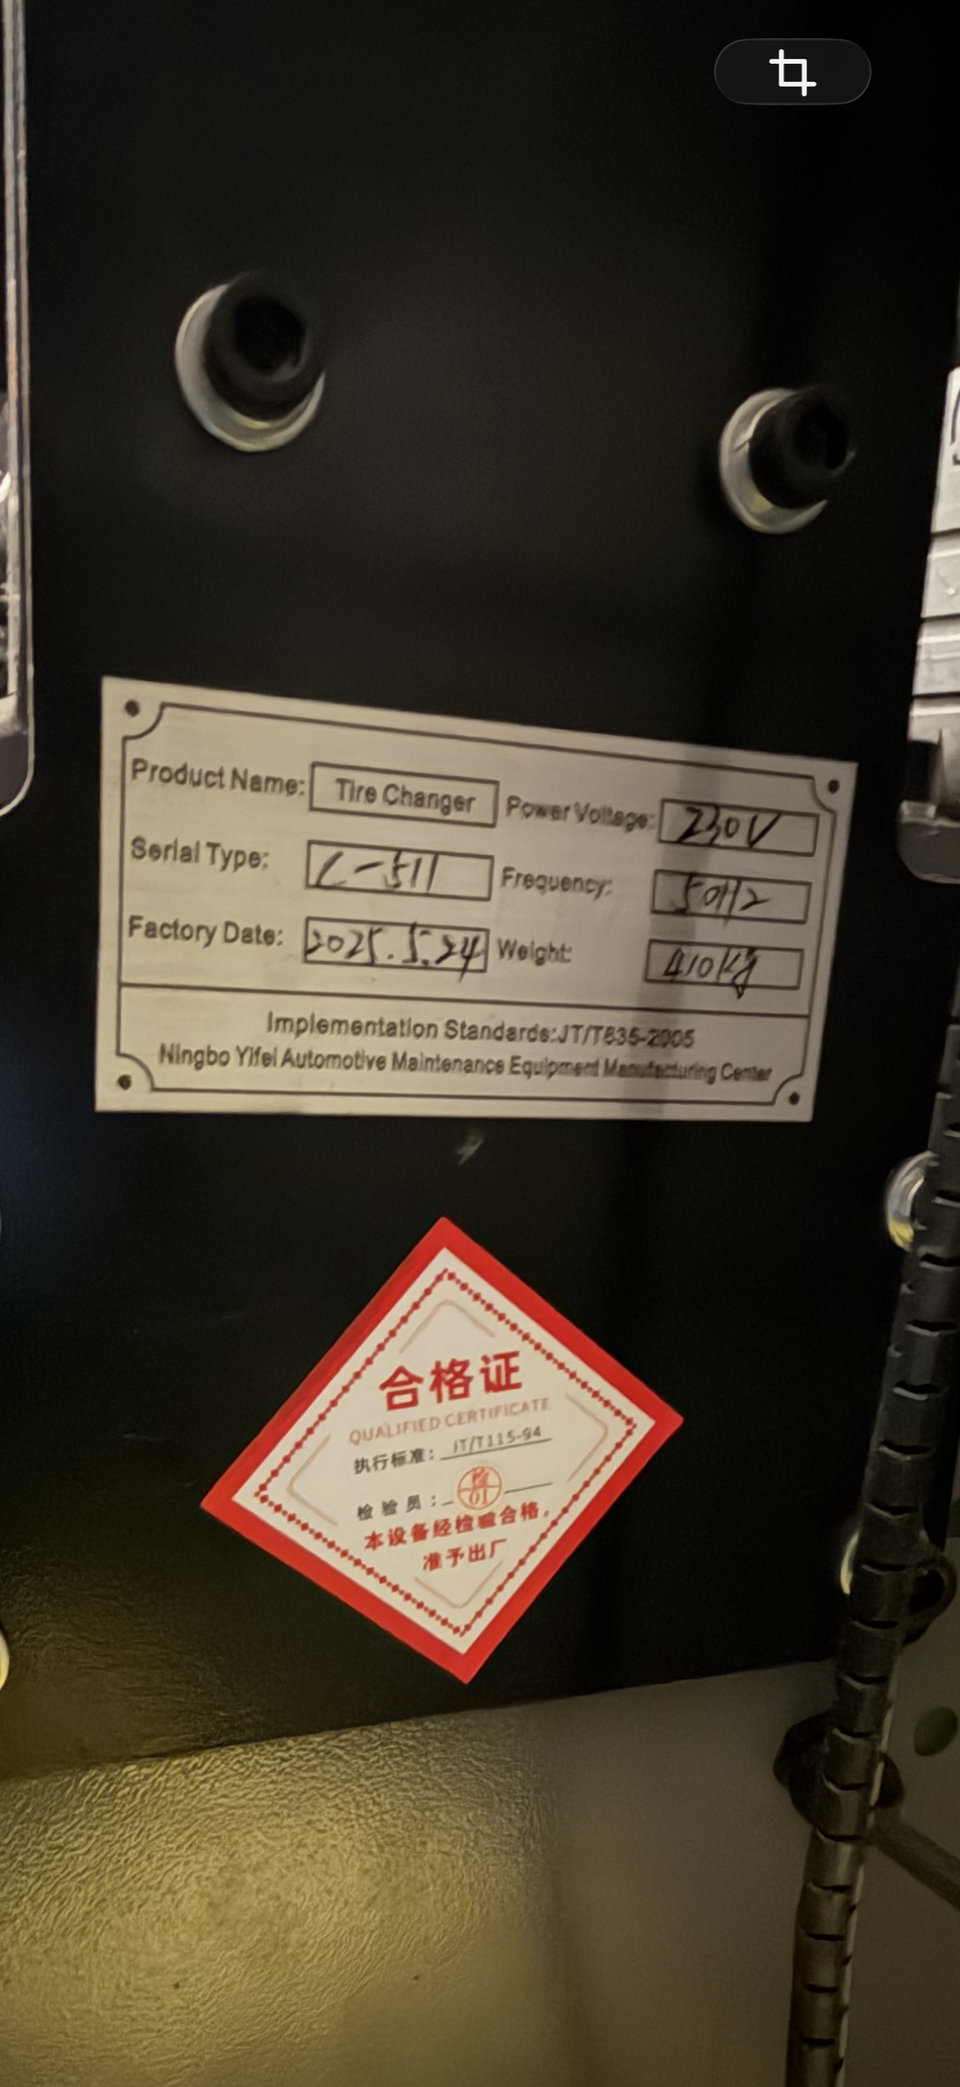 Product Name: Tire Changer Power Voltage: 230V
Serial Type: L-511 Frequency: 50Hz
Factory Date: 2025.5.24 Weight: 410Kg
Implementation Standards:JT/T635-2005
Ningbo Yifei Automotive Maintenance Equipment Manufacturing Center
合格证
QUALIFIED CERTIFICATE
执行标准: JT/T115-94
检验员: 检 01
本设备经检验合格,
准予出厂